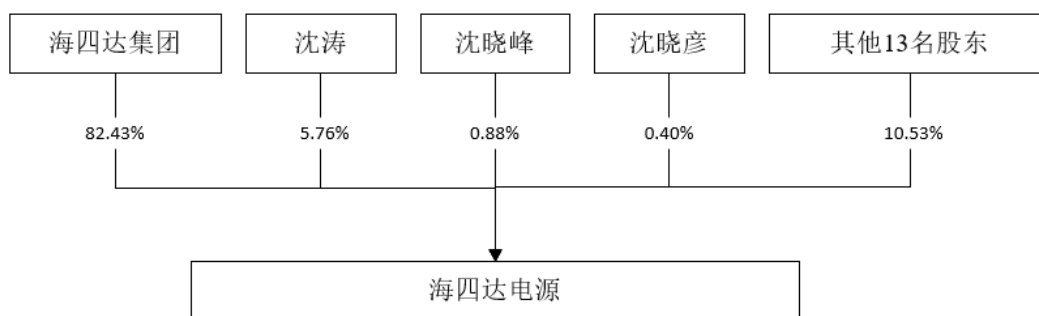 海四达集团
沈涛
沈晓峰
沈晓彦
其他13名股东
82.43%
5.76%
0.88%
0.40%
10.53%
海四达电源